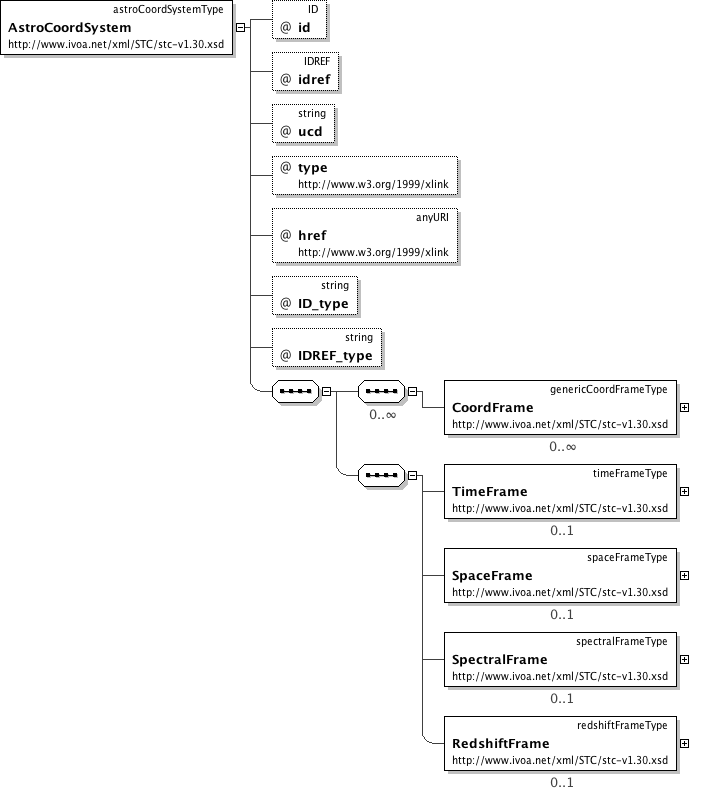 astroCoordSystemType
AstroCoordSystem
http://www.ivoa.net/xml/STC/stc-v1.30.xsd
ID
@ id
IDREF
@ idref
string
@ ucd
@ type
http://www.w3.org/1999/xlink
anyURI
@ href
http://www.w3.org/1999/xlink
string
@ ID_type
string
@ IDREF_type
0..∞
genericCoordFrameType
CoordFrame
http://www.ivoa.net/xml/STC/stc-v1.30.xsd
0..∞
timeFrameType
TimeFrame
http://www.ivoa.net/xml/STC/stc-v1.30.xsd
0..1
spaceFrameType
SpaceFrame
http://www.ivoa.net/xml/STC/stc-v1.30.xsd
0..1
spectralFrameType
SpectralFrame
http://www.ivoa.net/xml/STC/stc-v1.30.xsd
0..1
redshiftFrameType
RedshiftFrame
http://www.ivoa.net/xml/STC/stc-v1.30.xsd
0..1